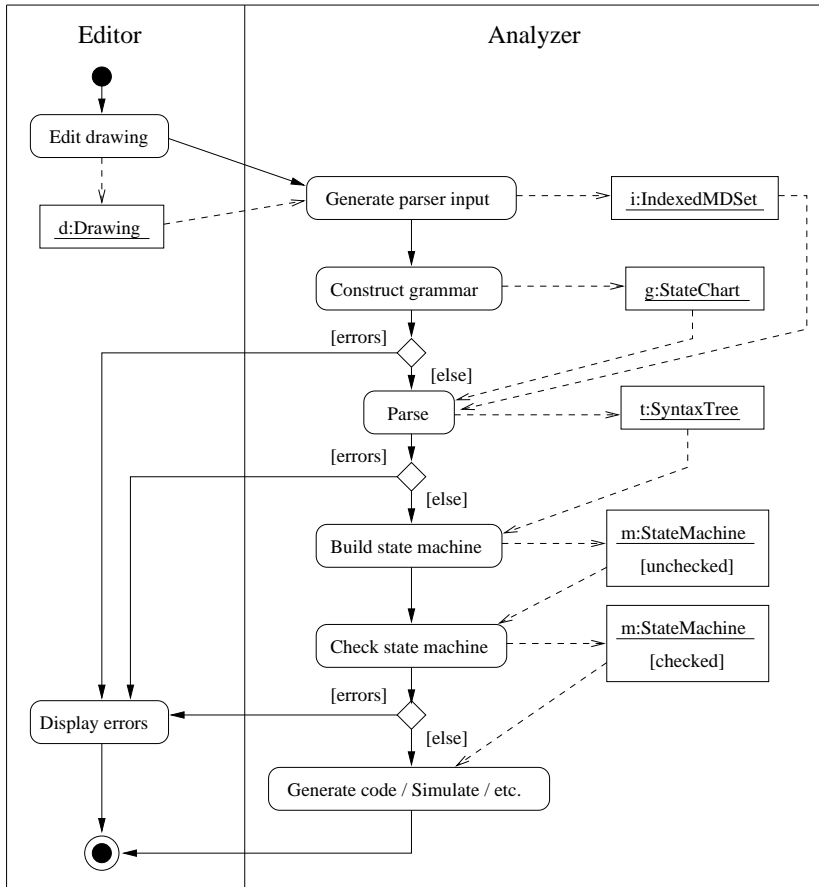 Editor
Analyzer
Edit drawing
d:Drawing
Generate parser input
i:IndexedMDSet
Construct grammar
g:StateChart
[errors]
[else]
Parse
t:SyntaxTree
[errors]
[else]
Build state machine
m:StateMachine
[unchecked]
Check state machine
m:StateMachine
[checked]
[errors]
Display errors
[else]
Generate code / Simulate / etc.